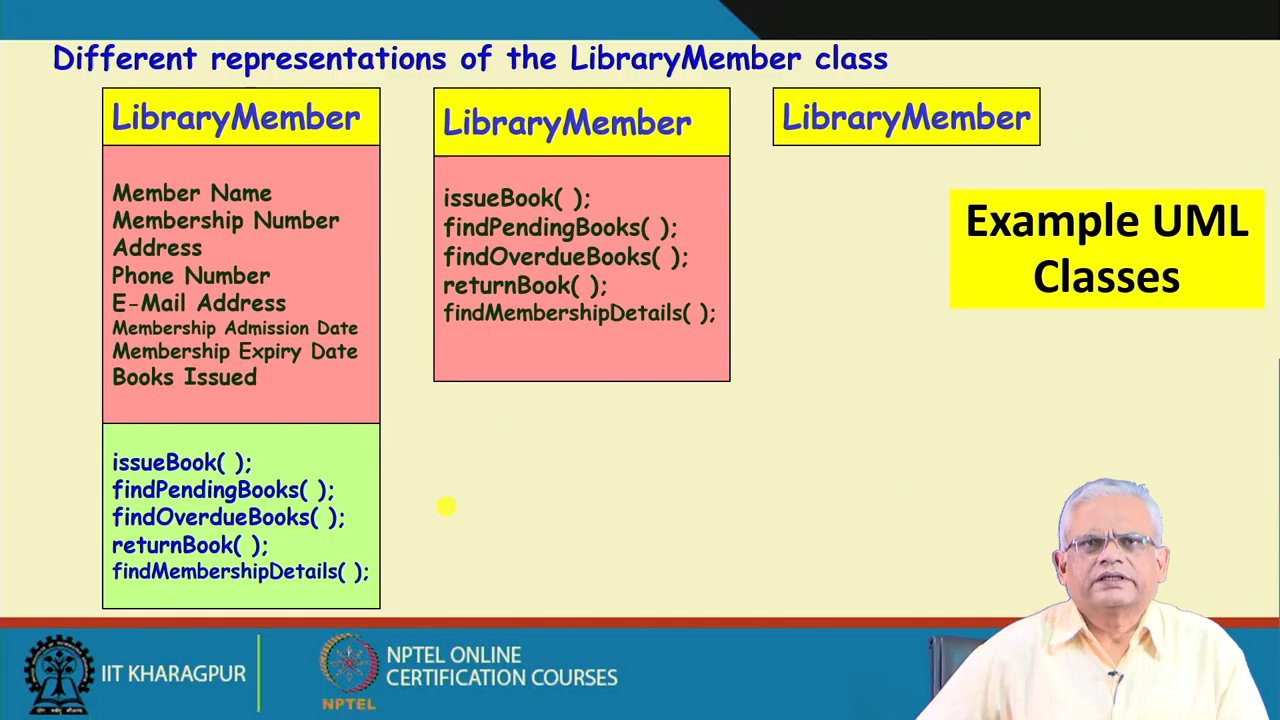 Different representations of the LibraryMember class
LibraryMember
Member Name
Membership Number
Address
Phone Number
E-Mail Address
Membership Admission Date
Membership Expiry Date
Books Issued
issueBook( );
findPendingBooks( );
findOverdueBooks( );
returnBook( );
findMembershipDetails( );
LibraryMember
issueBook( );
findPendingBooks( );
findOverdueBooks( );
returnBook( );
findMembershipDetails( );
LibraryMember
Example UML
Classes
IIT KHARAGPUR
NPTEL
NPTEL ONLINE
CERTIFICATION COURSES